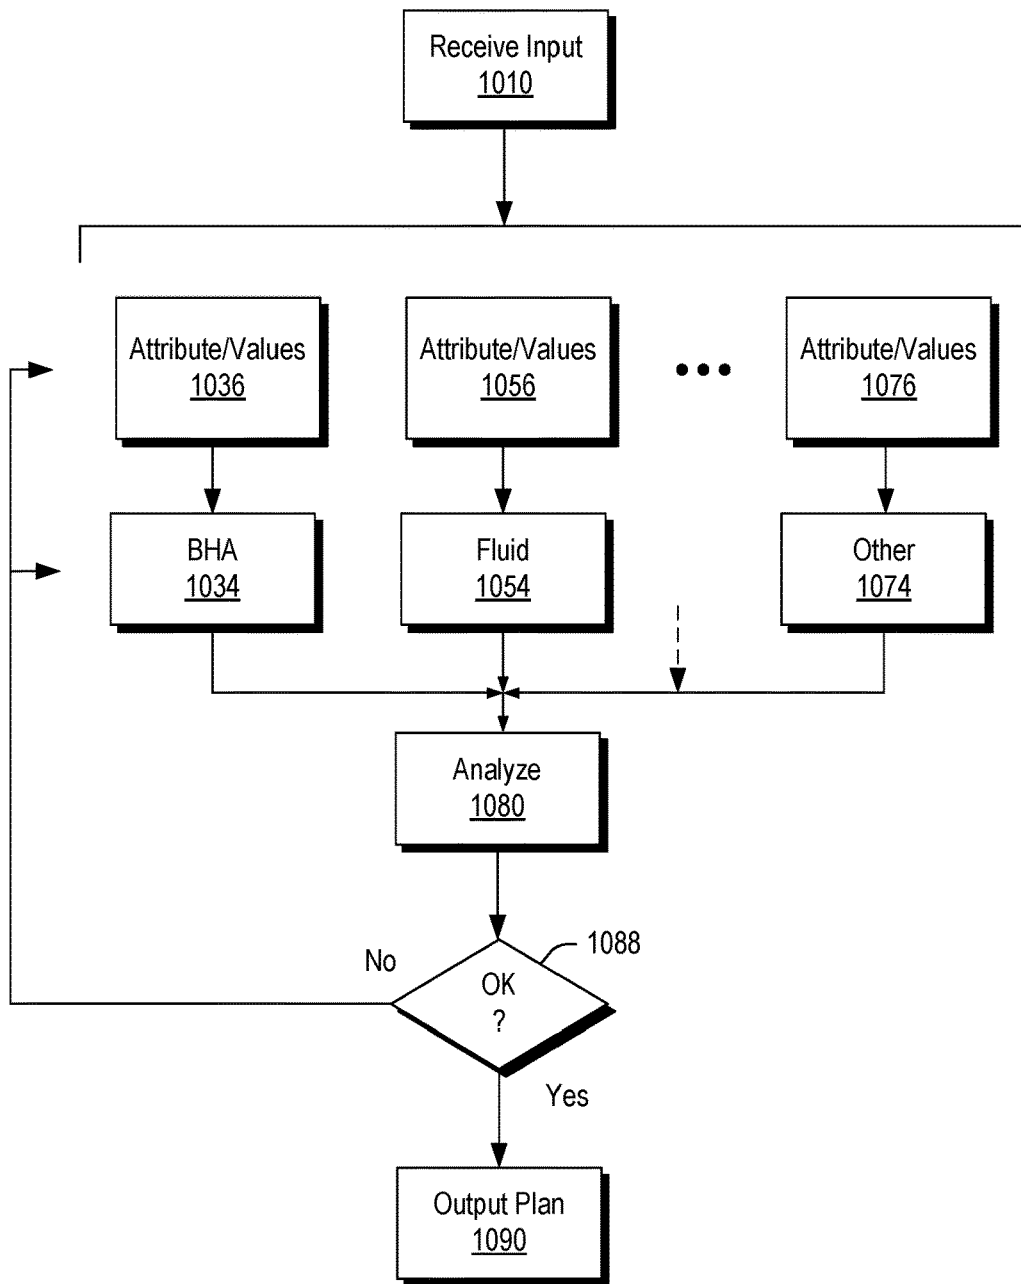 Receive Input
1010
Attribute/Values
1036
Attribute/Values
1056
Attribute/Values
1076
BHA
1034
Fluid
1054
Other
1074
Analyze
1080
1088
No
OK
?
Yes
Output Plan
1090